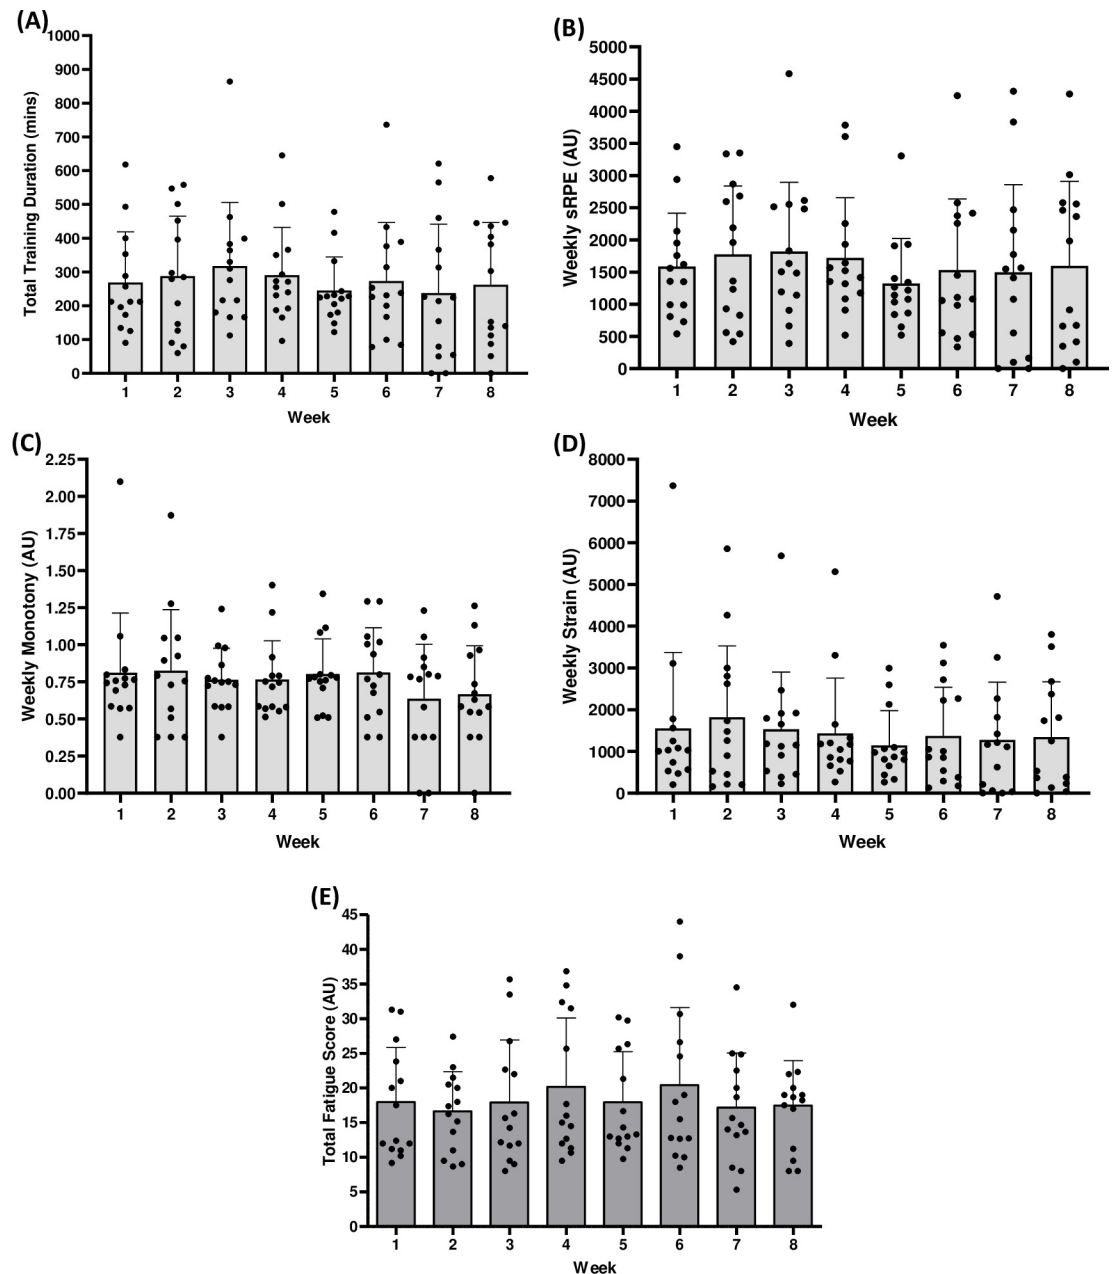 (A)
Total Training Duration (mins)
1000
900
800
700
600
500
400
300
200
100
0
1 2 3 4 5 6 7 8
Week
(B)
Weekly sRPE (AU)
5000
4500
4000
3500
3000
2500
2000
1500
1000
500
0
1 2 3 4 5 6 7 8
Week
(C)
Weekly Monotony (AU)
2.25
2.00
1.75
1.50
1.25
1.00
0.75
0.50
0.25
0.00
1 2 3 4 5 6 7 8
Week
(D)
Weekly Strain (AU)
8000
7000
6000
5000
4000
3000
2000
1000
0
1 2 3 4 5 6 7 8
Week
(E)
Total Fatigue Score (AU)
45
40
35
30
25
20
15
10
5
0
1 2 3 4 5 6 7 8
Week